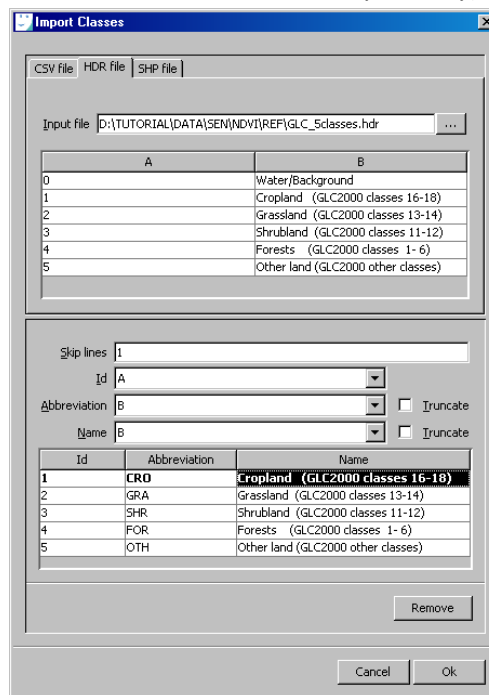 Import Classes
CSV file HDR file SHP file
Input file D:\TUTORIAL\DATA\SEN\NDVI\REF\GLC_5classes.hdr ...
A B
0 Water/Background
1 Cropland (GLC2000 classes 16-18)
2 Grassland (GLC2000 classes 13-14)
3 Shrubland (GLC2000 classes 11-12)
4 Forests (GLC2000 classes 1- 6)
5 Other land (GLC2000 other classes)
Skip lines 1
Id A
Abbreviation B Truncate
Name B Truncate
Id Abbreviation Name
1 CRO Cropland (GLC2000 classes 16-18)
2 GRA Grassland (GLC2000 classes 13-14)
3 SHR Shrubland (GLC2000 classes 11-12)
4 FOR Forests (GLC2000 classes 1- 6)
5 OTH Other land (GLC2000 other classes)
Remove
Cancel Ok